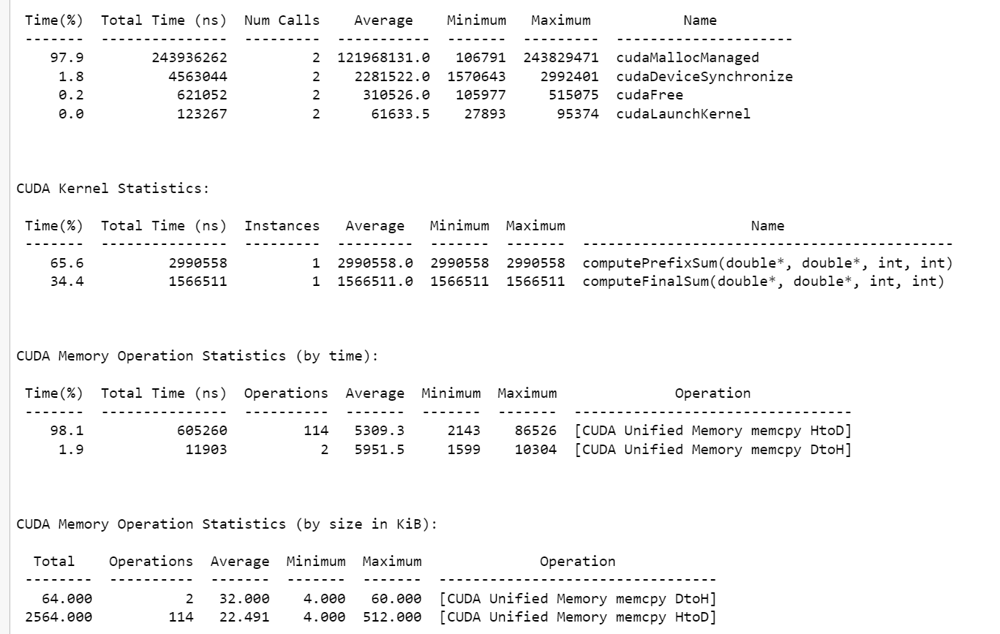 Time(%)  Total Time (ns)  Num Calls    Average    Minimum   Maximum           Name
-------  ---------------  ---------  -----------  -------  ---------  ---------------------
   97.9        243936262          2  121968131.0   106791  243829471  cudaMallocManaged
    1.8          4563044          2    2281522.0  1570643    2992401  cudaDeviceSynchronize
    0.2           621052          2     310526.0   105977     515075  cudaFree
    0.0           123267          2      61633.5    27893      95374  cudaLaunchKernel
CUDA Kernel Statistics:
Time(%)  Total Time (ns)  Instances   Average   Minimum  Maximum                      Name
-------  ---------------  ---------  ---------  -------  -------  --------------------------------------------
   65.6          2990558          1  2990558.0  2990558  2990558  computePrefixSum(double*, double*, int, int)
   34.4          1566511          1  1566511.0  1566511  1566511  computeFinalSum(double*, double*, int, int)
CUDA Memory Operation Statistics (by time):
Time(%)  Total Time (ns)  Operations  Average  Minimum  Maximum              Operation
-------  ---------------  ----------  -------  -------  -------  ---------------------------------
   98.1           605260         114   5309.3     2143    86526  [CUDA Unified Memory memcpy HtoD]
    1.9            11903           2   5951.5     1599    10304  [CUDA Unified Memory memcpy DtoH]
CUDA Memory Operation Statistics (by size in KiB):
 Total    Operations  Average  Minimum  Maximum              Operation
--------  ----------  -------  -------  -------  ---------------------------------
  64.000           2   32.000    4.000   60.000  [CUDA Unified Memory memcpy DtoH]
2564.000         114   22.491    4.000  512.000  [CUDA Unified Memory memcpy HtoD]